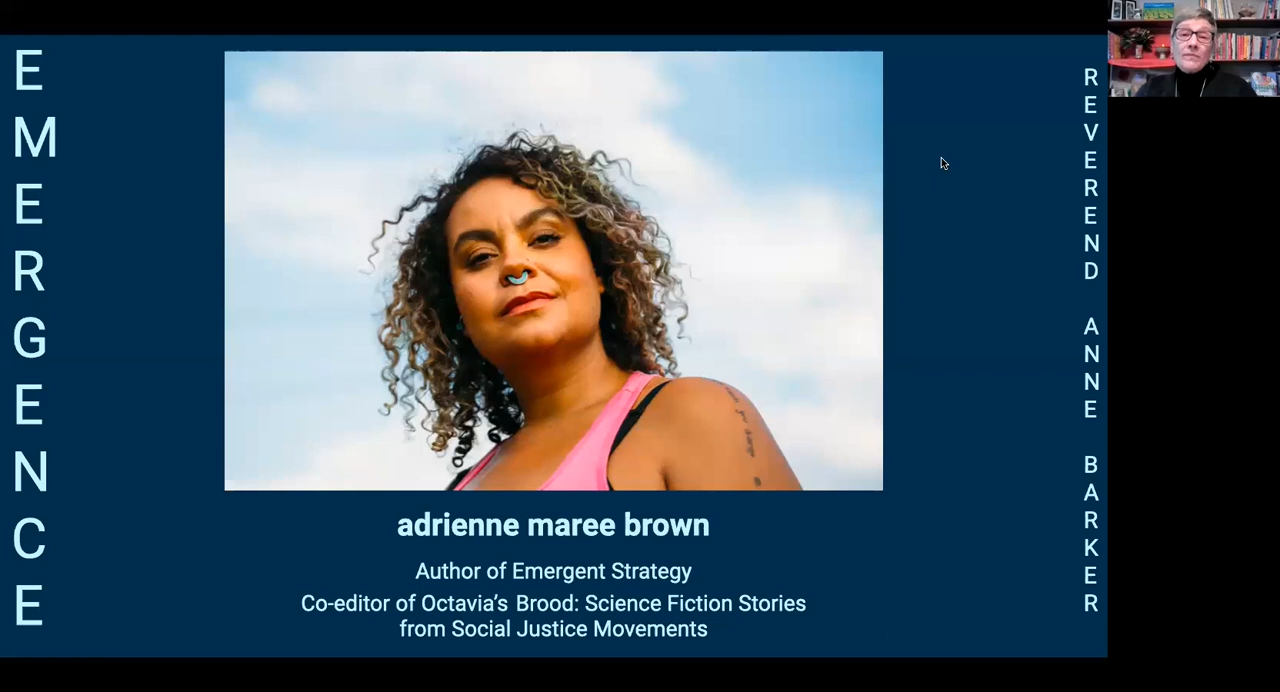 EMERGENCE
adrienne maree brown
Author of Emergent Strategy
Co-editor of Octavia's Brood: Science Fiction Stories
from Social Justice Movements
REVEREND ANNE BARKER